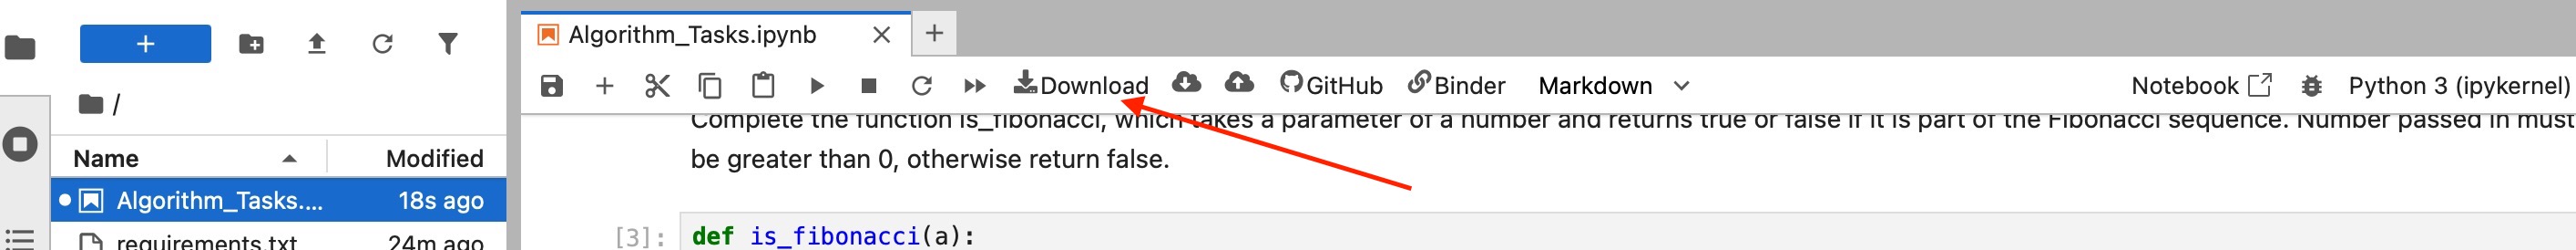 Algorithm_Tasks.ipynb
Download GitHub Binder Markdown Notebook Python 3 (ipykernel)
/
Name Modified
Algorithm_Tasks.... 18s ago
requirements.txt 24m ago
Complete the function is_fibonacci, which takes a parameter of a number and returns true or false if it is part of the Fibonacci sequence. Number passed in must
be greater than 0, otherwise return false.
[3]: def is_fibonacci(a):